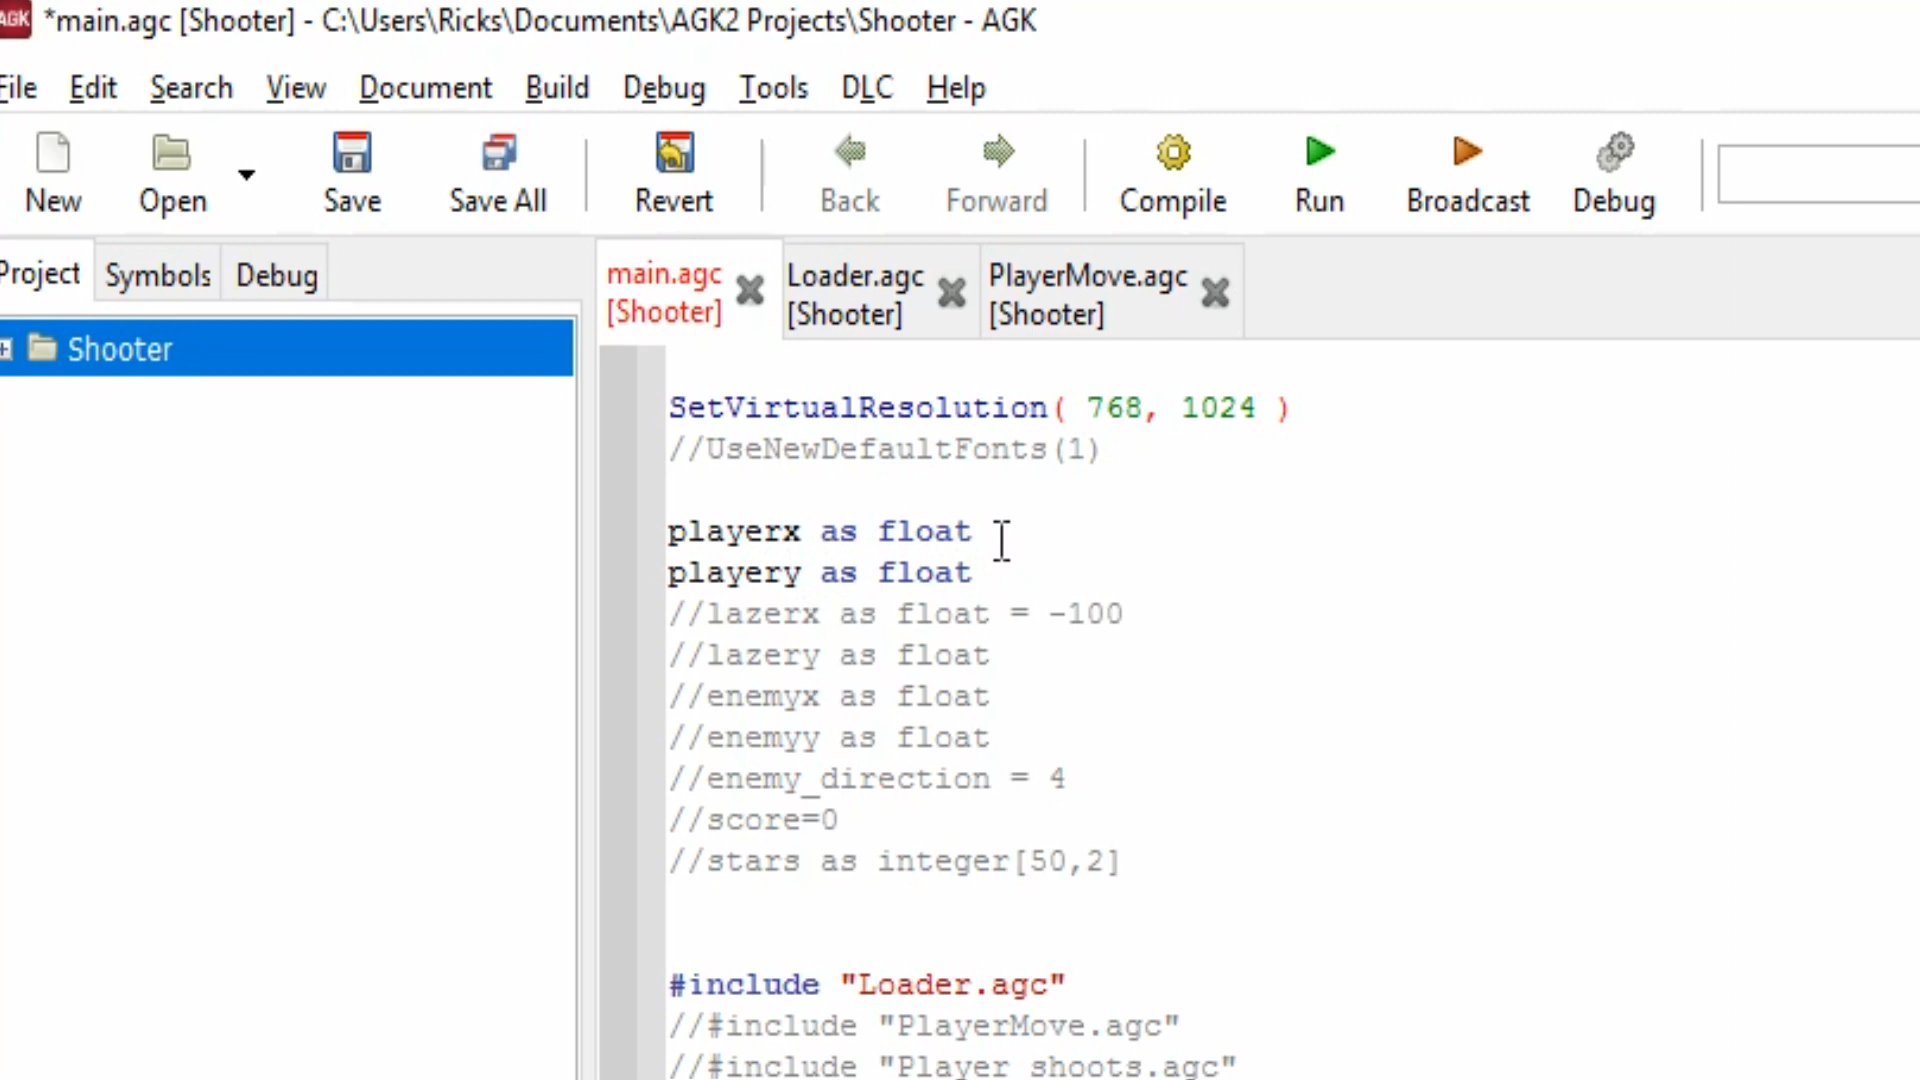 AGK *main.agc [Shooter] - C:\Users\Ricks\Documents\AGK2 Projects\Shooter - AGK
File Edit Search View Document Build Debug Tools DLC Help
New Open Save Save All Revert Back Forward Compile Run Broadcast Debug
Project Symbols Debug
main.agc [Shooter]
Loader.agc [Shooter]
PlayerMove.agc [Shooter]
Shooter
SetVirtualResolution( 768, 1024 )
//UseNewDefaultFonts(1)
playerx as float
playery as float
//lazerx as float = -100
//lazery as float
//enemyx as float
//enemyy as float
//enemy_direction = 4
//score=0
//stars as integer[50,2]
#include "Loader.agc"
//#include "PlayerMove.agc"
//#include "Player shoots.agc"